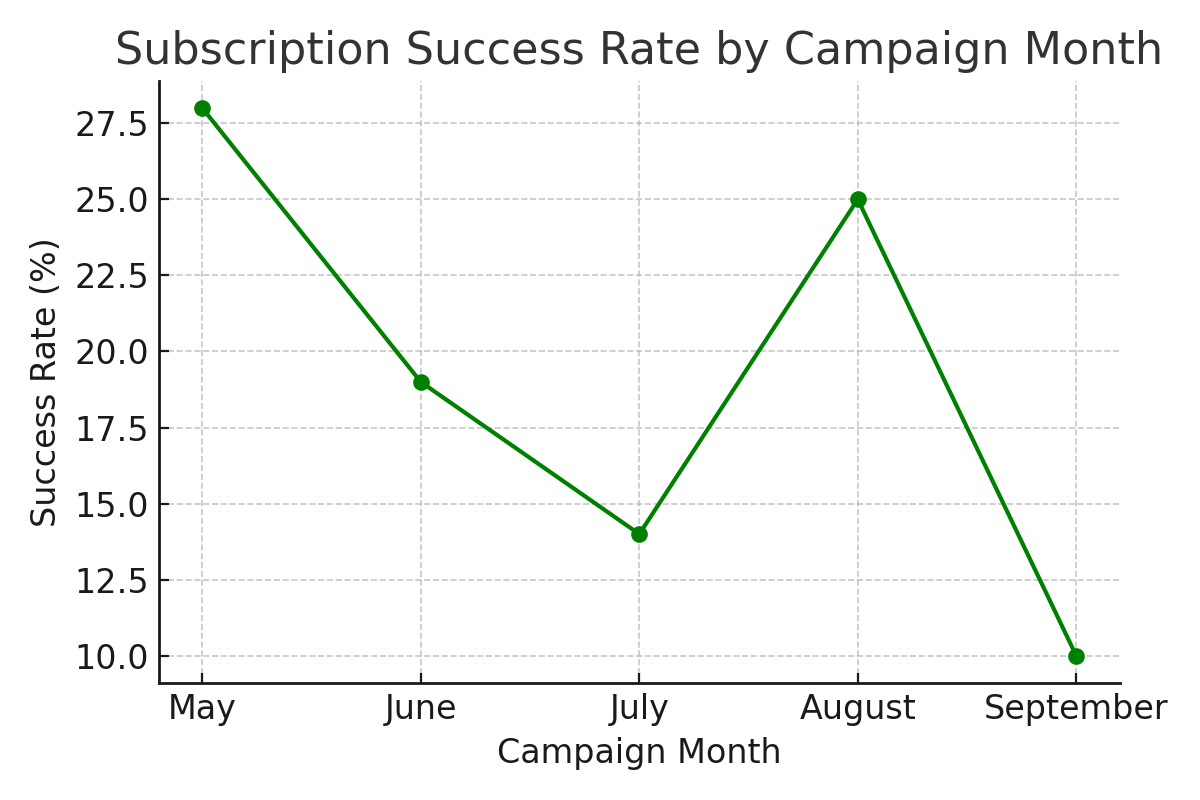 Subscription Success Rate by Campaign Month
Success Rate (%)
27.5
25.0
22.5
20.0
17.5
15.0
12.5
10.0
May June July August September
Campaign Month